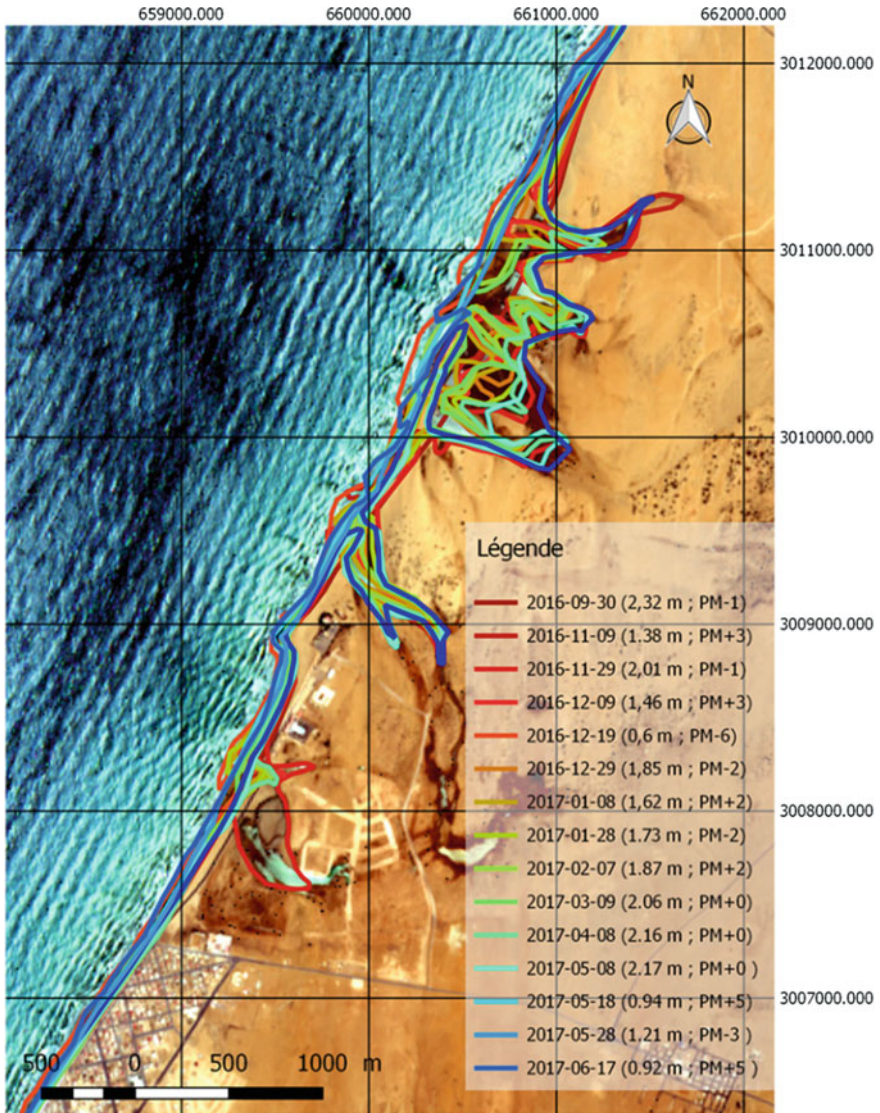 659000.000 660000.000 661000.000 662000.000
N
3012000.000
3011000.000
3010000.000
Légende
2016-09-30 (2,32 m ; PM-1)
3009000.000
2016-11-09 (1.38 m ; PM+3)
2016-11-29 (2,01 m ; PM-1)
2016-12-09 (1,46 m ; PM+3)
2016-12-19 (0,6 m ; PM-6)
2016-12-29 (1,85 m ; PM-2)
2017-01-08 (1,62 m ; PM+2)
3008000.000
2017-01-28 (1.73 m ; PM-2)
2017-02-07 (1.87 m ; PM+2)
2017-03-09 (2.06 m ; PM+0)
2017-04-08 (2.16 m ; PM+0)
2017-05-08 (2.17 m ; PM+0 )
2017-05-18 (0.94 m ; PM+5)
3007000.000
2017-05-28 (1.21 m ; PM-3 )
2017-06-17 (0.92 m ; PM+5 )
500 0 500 1000 m